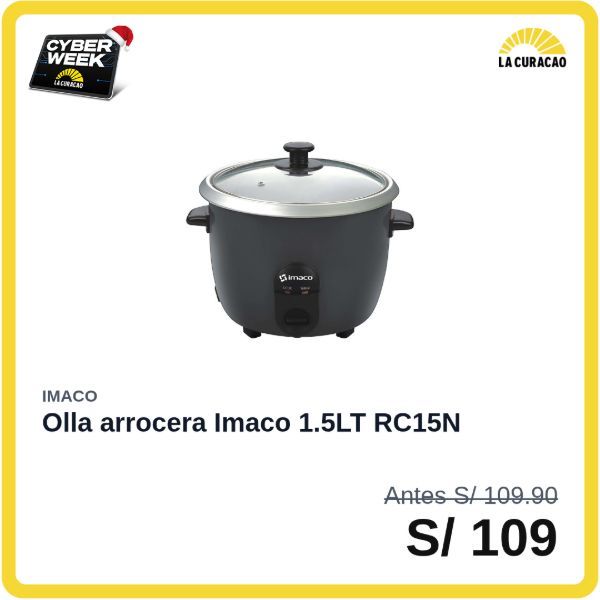 CYBER
WEEK
LA CURACAO
LA CURACAO
imaco
IMACO
Olla arrocera Imaco 1.5LT RC15N
Antes S/ 109.90
S/ 109